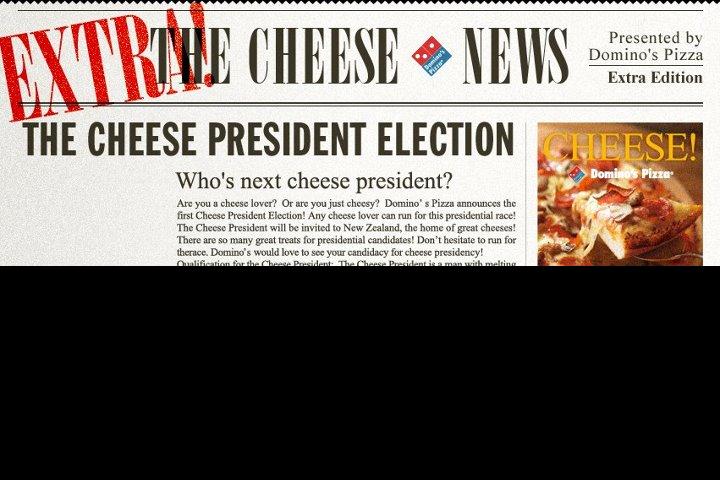 EXTRA!
THE CHEESE NEWS
Domino's Pizza
Presented by
Domino's Pizza
Extra Edition
THE CHEESE PRESIDENT ELECTION
Who's next cheese president?
Are you a cheese lover? Or are you just cheesy? Domino' s Pizza announces the
first Cheese President Election! Any cheese lover can run for this presidential race!
The Cheese President will be invited to New Zealand, the home of great cheeses!
There are so many great treats for presidential candidates! Don't hesitate to run for
therace. Domino's would love to see your candidacy for cheese presidency!
Qualification for the Cheese President: The Cheese President is a man with melting
CHEESE!
Domino's Pizza